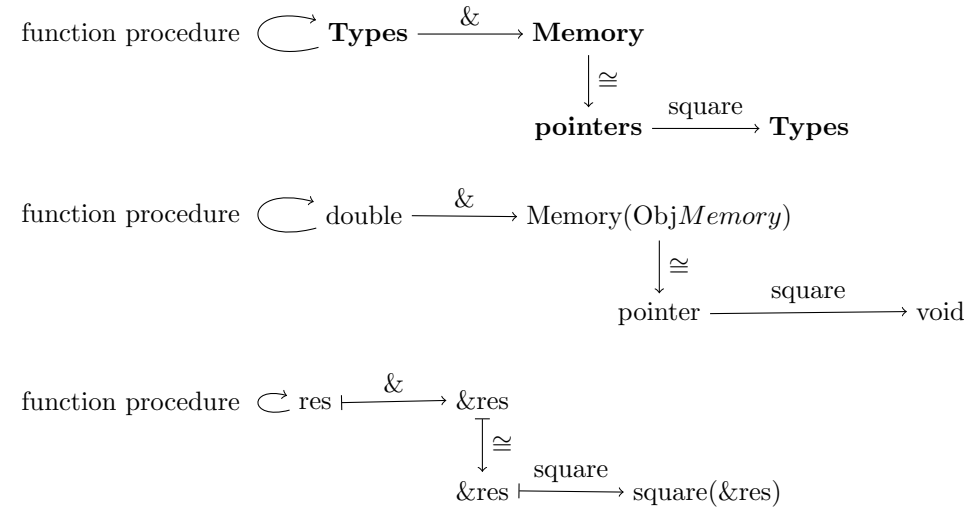 &
function procedure Types Memory
≅
square
pointers Types
&
function procedure double Memory(ObjMemory)
≅
square
pointer void
&
function procedure res &res
≅
square
&res square(&res)